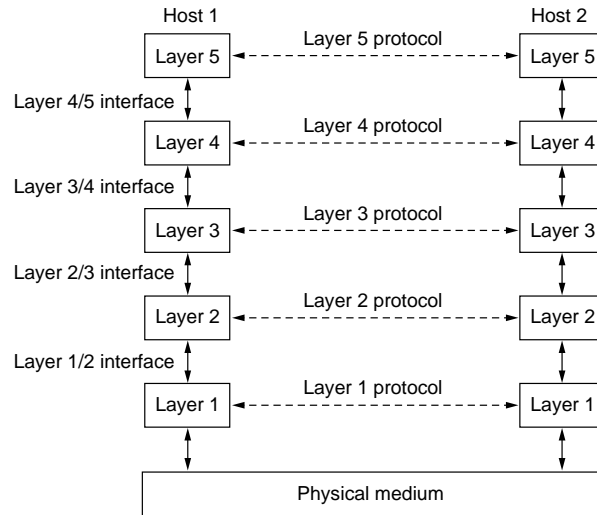 Host 1
Host 2
Layer 5
Layer 5 protocol
Layer 5
Layer 4/5 interface
Layer 4
Layer 4 protocol
Layer 4
Layer 3/4 interface
Layer 3
Layer 3 protocol
Layer 3
Layer 2/3 interface
Layer 2
Layer 2 protocol
Layer 2
Layer 1/2 interface
Layer 1
Layer 1 protocol
Layer 1
Physical medium